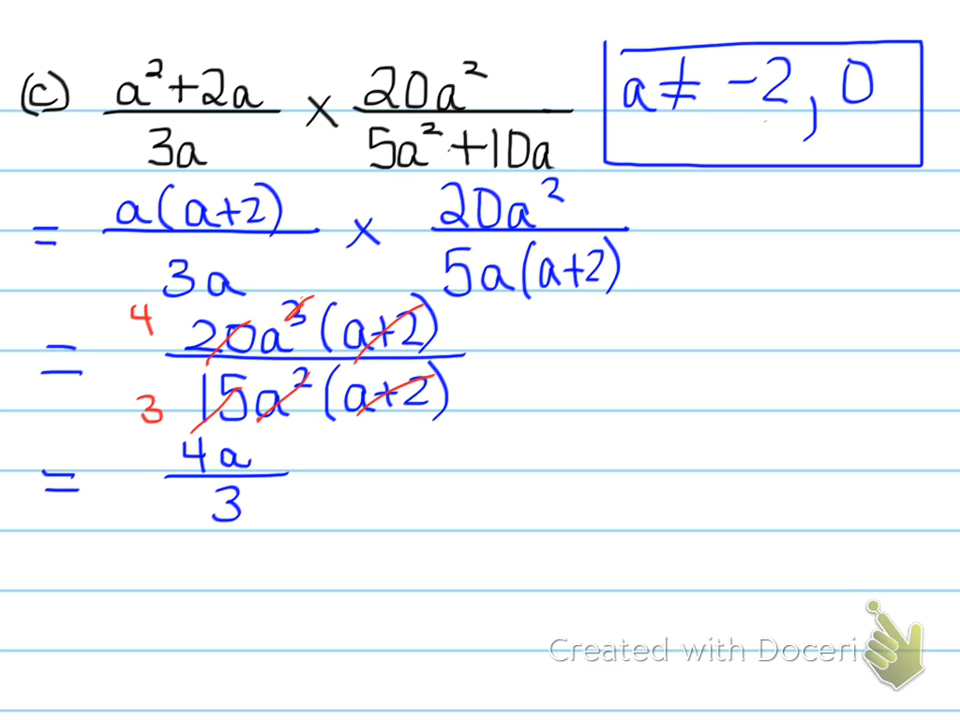 (c) (a²+2a)/(3a) × (20a²)/(5a²+10a)   a ≠ -2, 0
= (a(a+2))/(3a) × (20a²)/(5a(a+2))
4
= (20a³(a+2))/(15a²(a+2))
3
= (4a)/3
Created with Doceri